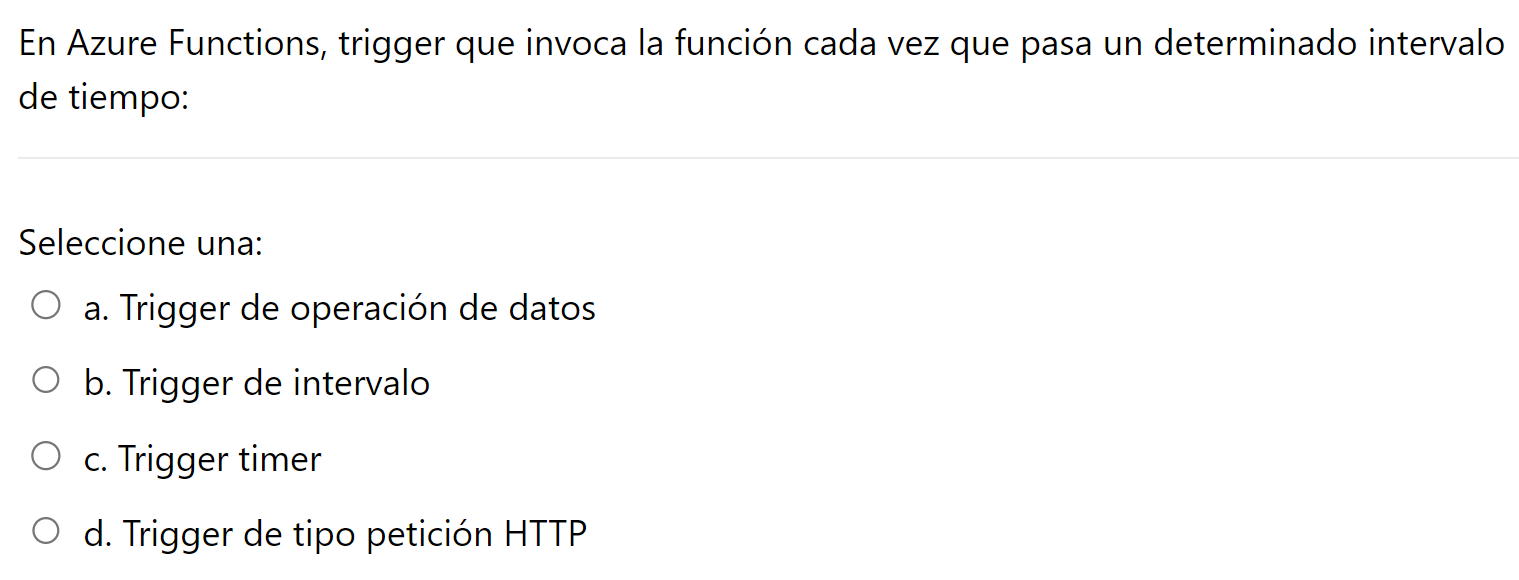 En Azure Functions, trigger que invoca la función cada vez que pasa un determinado intervalo
de tiempo:
Seleccione una:
a. Trigger de operación de datos
b. Trigger de intervalo
c. Trigger timer
d. Trigger de tipo petición HTTP